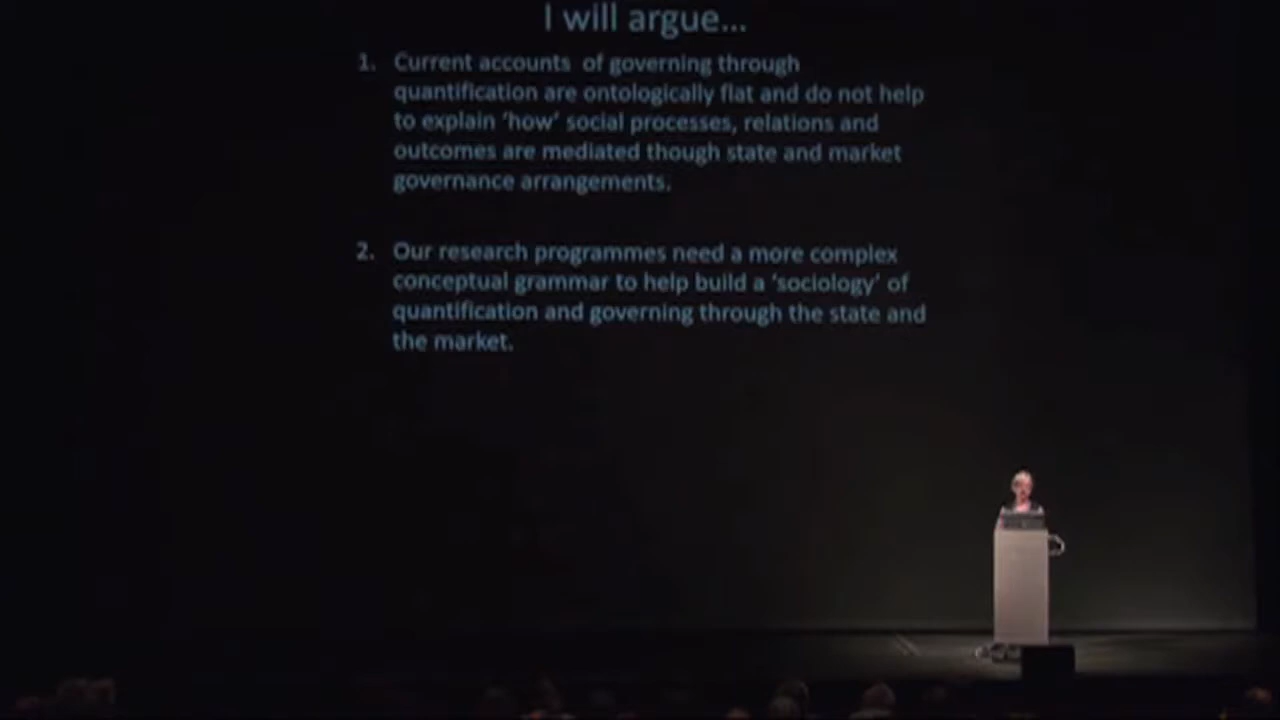 I will argue...
1. Current accounts of governing through
quantification are ontologically flat and do not help
to explain ‘how’ social processes, relations and
outcomes are mediated though state and market
governance arrangements.
2. Our research programmes need a more complex
conceptual grammar to help build a ‘sociology’ of
quantification and governing through the state and
the market.